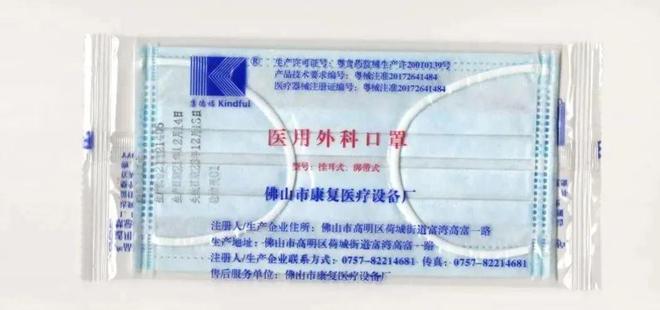 ® 生产许可证号：粤食药监械生产许20010139号
产品技术要求编号：粤械注准20172641484
医疗器械注册证编号：粤械注准20172641484
Kindful
医用外科口罩
型号：挂耳式、绑带式
佛山市康复医疗设备厂
注册人/生产企业住所：佛山市高明区荷城街道富湾高富一路
生产地址：佛山市高明区荷城街道富湾高富一路
注册人/生产企业联系方式：0757-82214681 传真：0757-82214681
售后服务单位：佛山市康复医疗设备厂